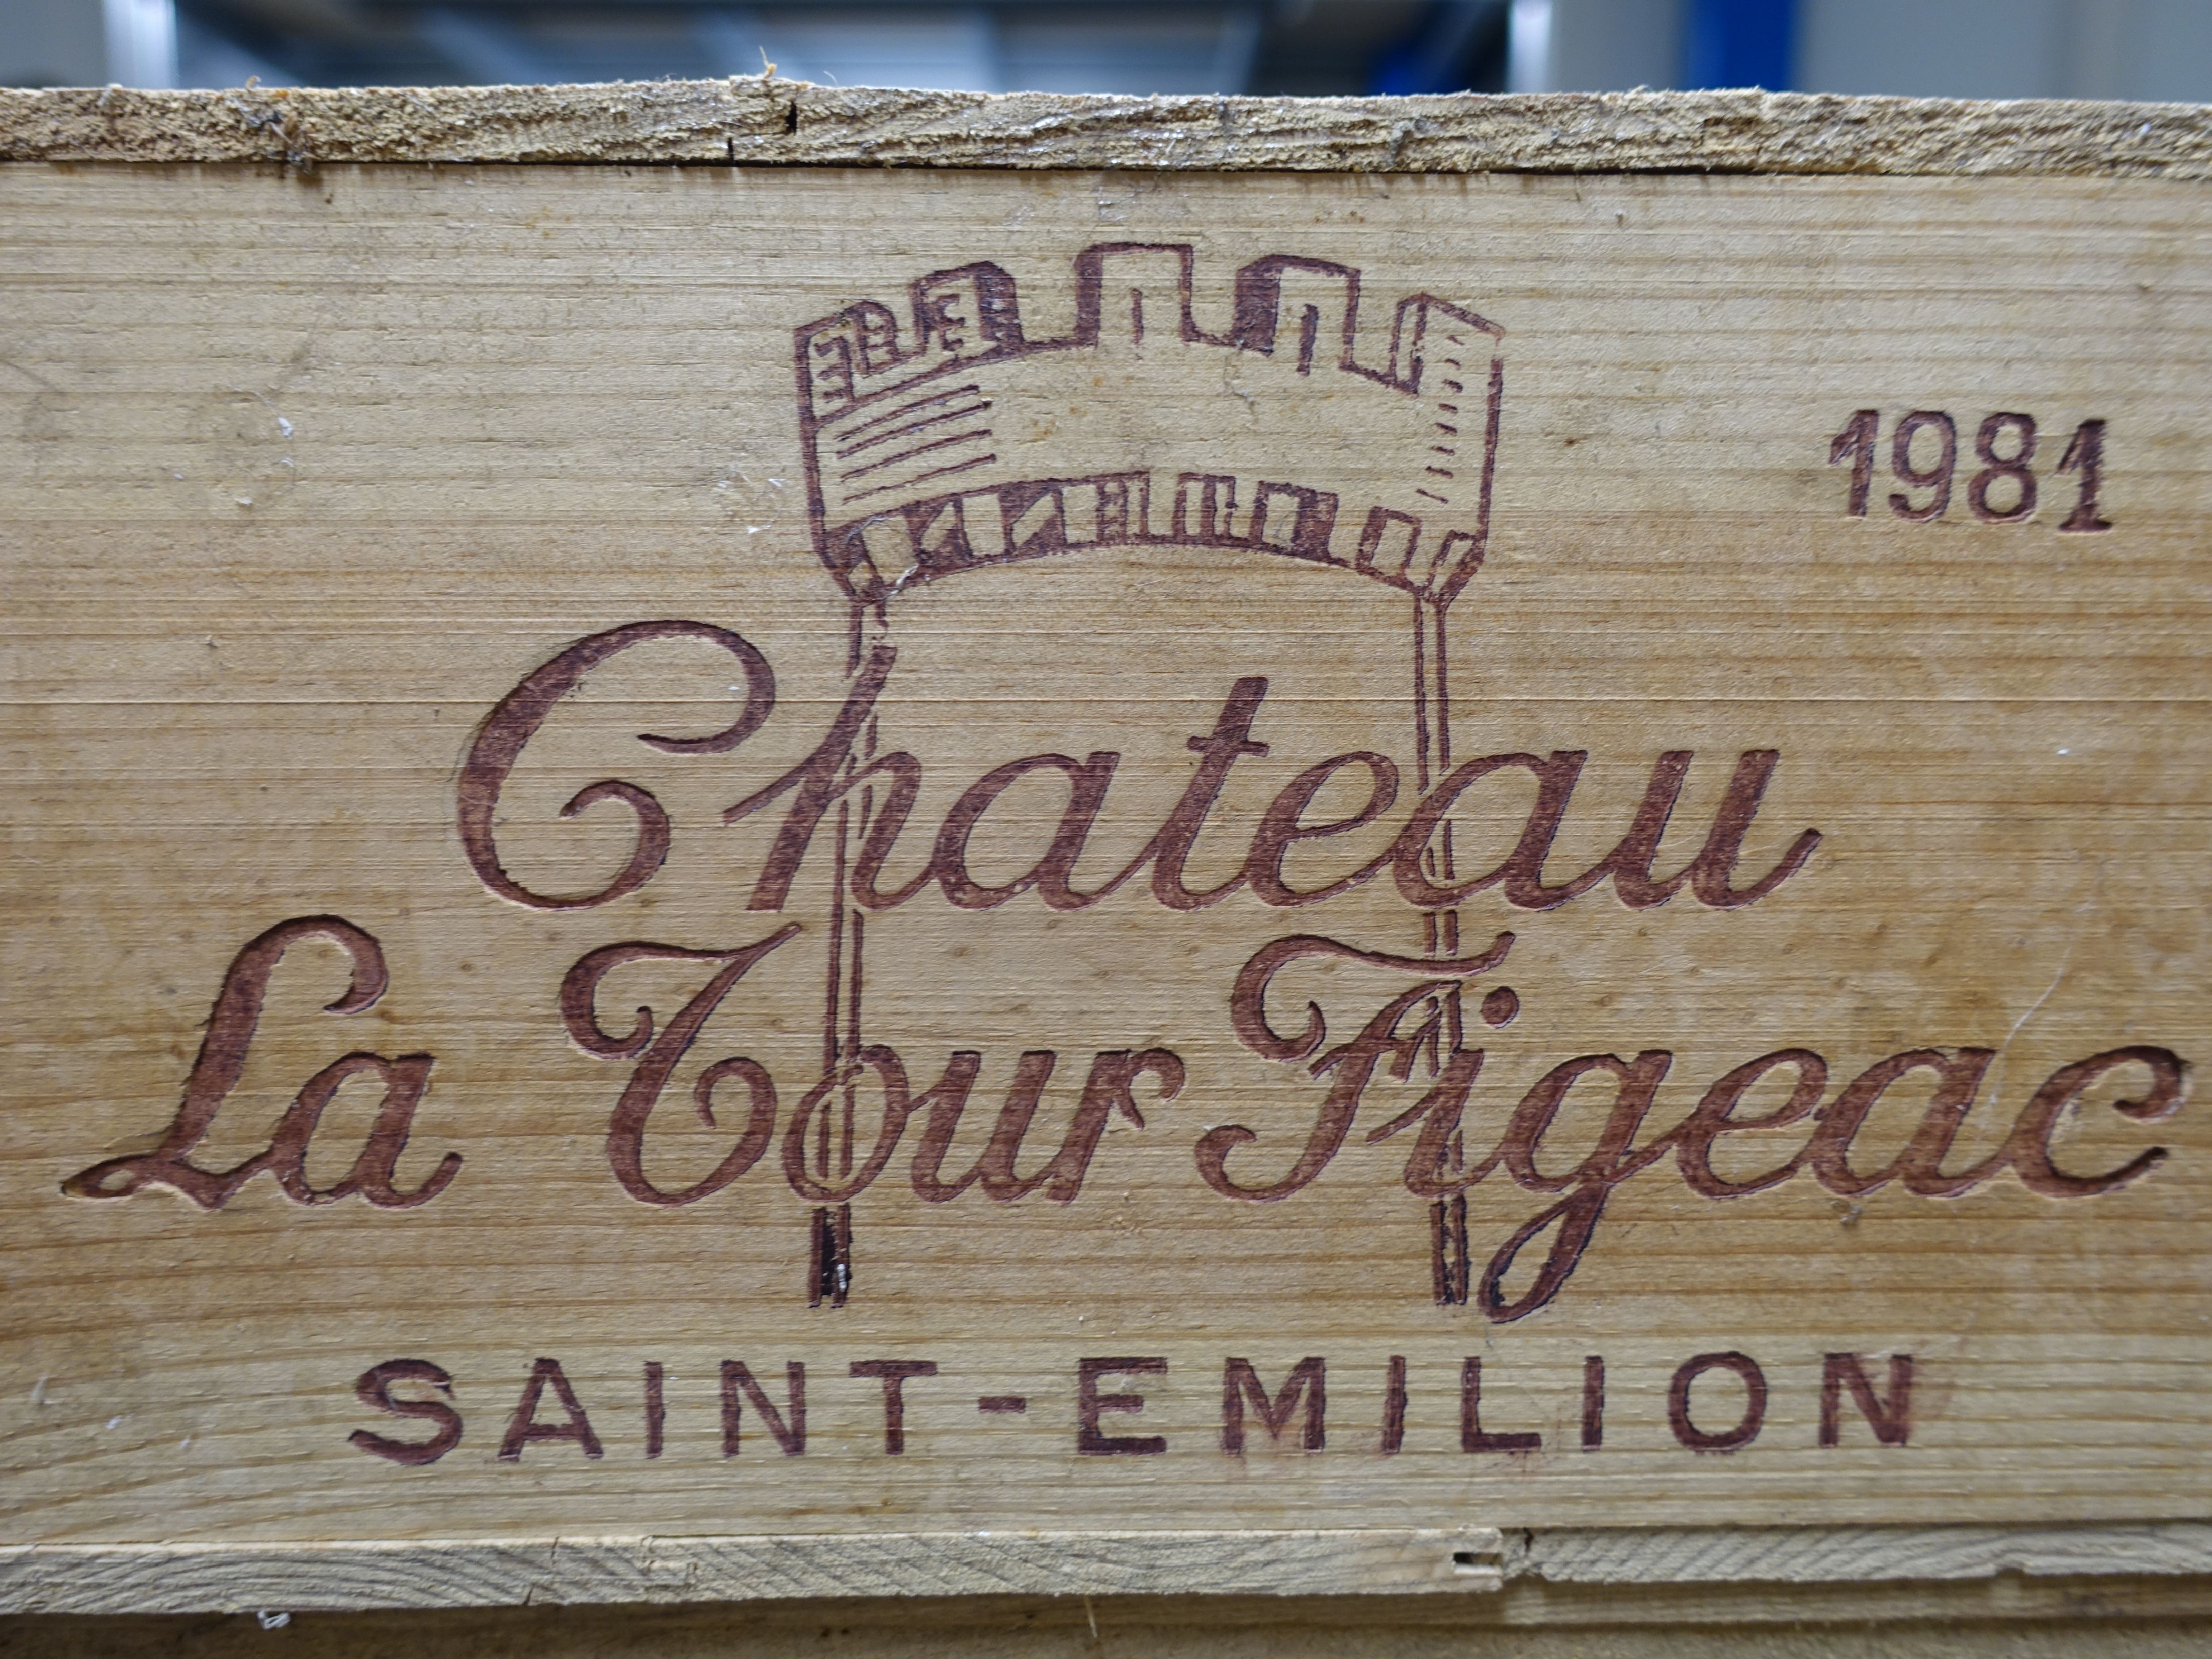 1981
Chateau
La Tour Figeac
SAINT-EMILION